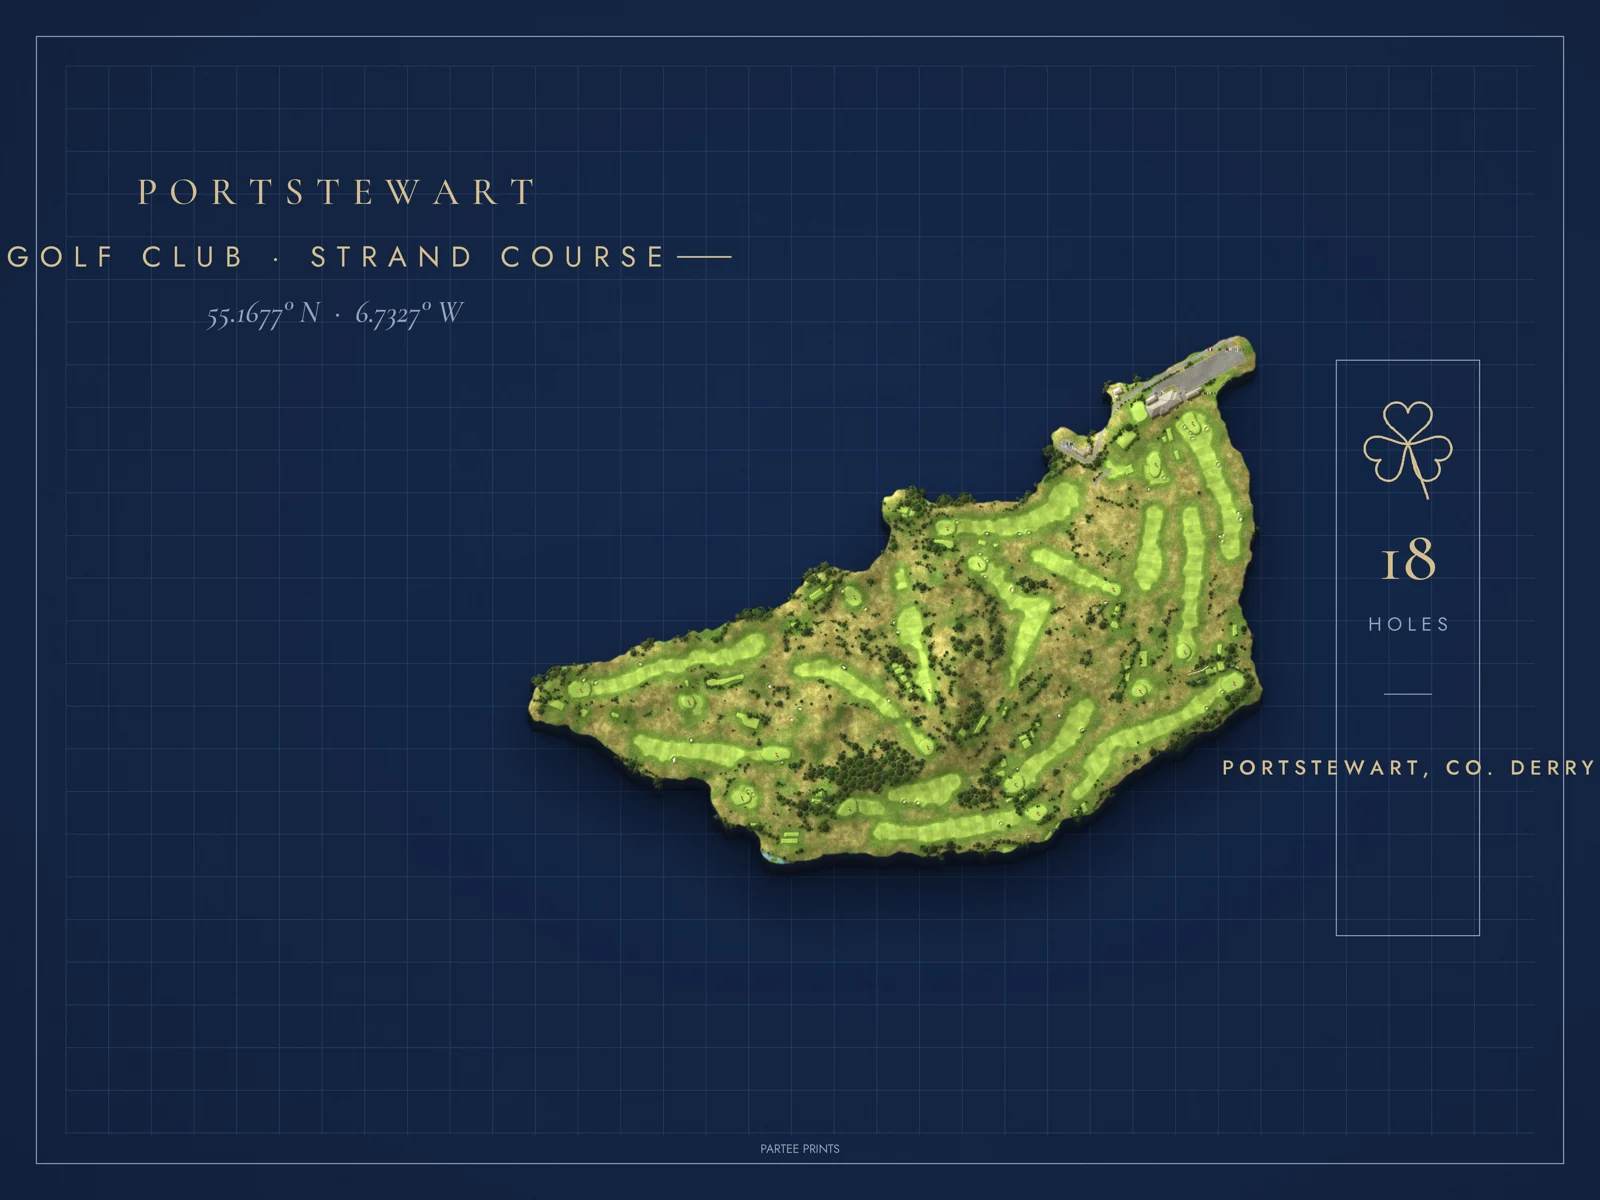 PORTSTEWART
GOLF CLUB · STRAND COURSE
55.1677° N · 6.7327° W
18
HOLES
PORTSTEWART, CO. DERRY
PARTEE PRINTS